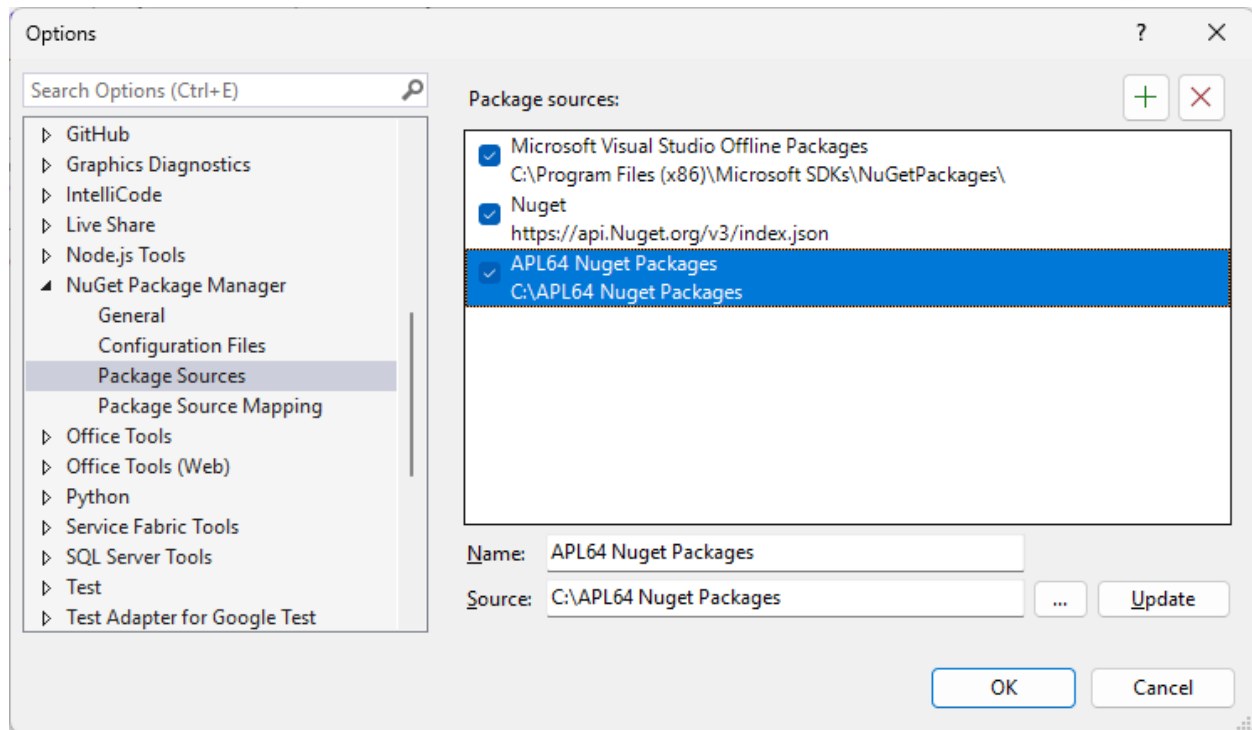 Options
?
Search Options (Ctrl+E)
GitHub
Graphics Diagnostics
IntelliCode
Live Share
Node.js Tools
NuGet Package Manager
General
Configuration Files
Package Sources
Package Source Mapping
Office Tools
Office Tools (Web)
Python
Service Fabric Tools
SQL Server Tools
Test
Test Adapter for Google Test
Package sources:
Microsoft Visual Studio Offline Packages
C:\Program Files (x86)\Microsoft SDKs\NuGetPackages\
Nuget
https://api.Nuget.org/v3/index.json
APL64 Nuget Packages
C:\APL64 Nuget Packages
Name: APL64 Nuget Packages
Source: C:\APL64 Nuget Packages ... Update
OK Cancel